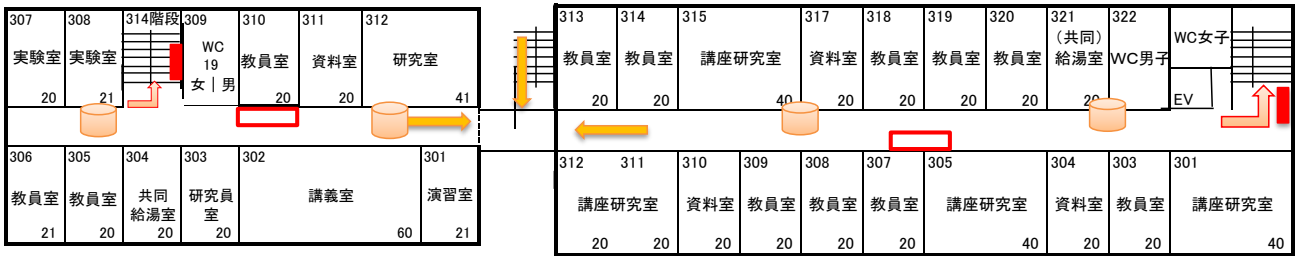 307
実験室
20
308
実験室
21
314階段
309
WC
19
女｜男
310
教員室
20
311
資料室
20
312
研究室
41
306
教員室
21
305
教員室
20
304
共同
給湯室
20
303
研究員
室
20
302
講義室
60
301
演習室
21
313
教員室
20
314
教員室
20
315
講座研究室
40
317
資料室
20
318
教員室
20
319
教員室
20
320
教員室
20
321
（共同）
給湯室
20
322
WC男子
WC女子
EV
312 311
講座研究室
20 20
310
資料室
20
309
教員室
20
308
教員室
20
307
教員室
20
305
講座研究室
40
304
資料室
20
303
教員室
20
301
講座研究室
40